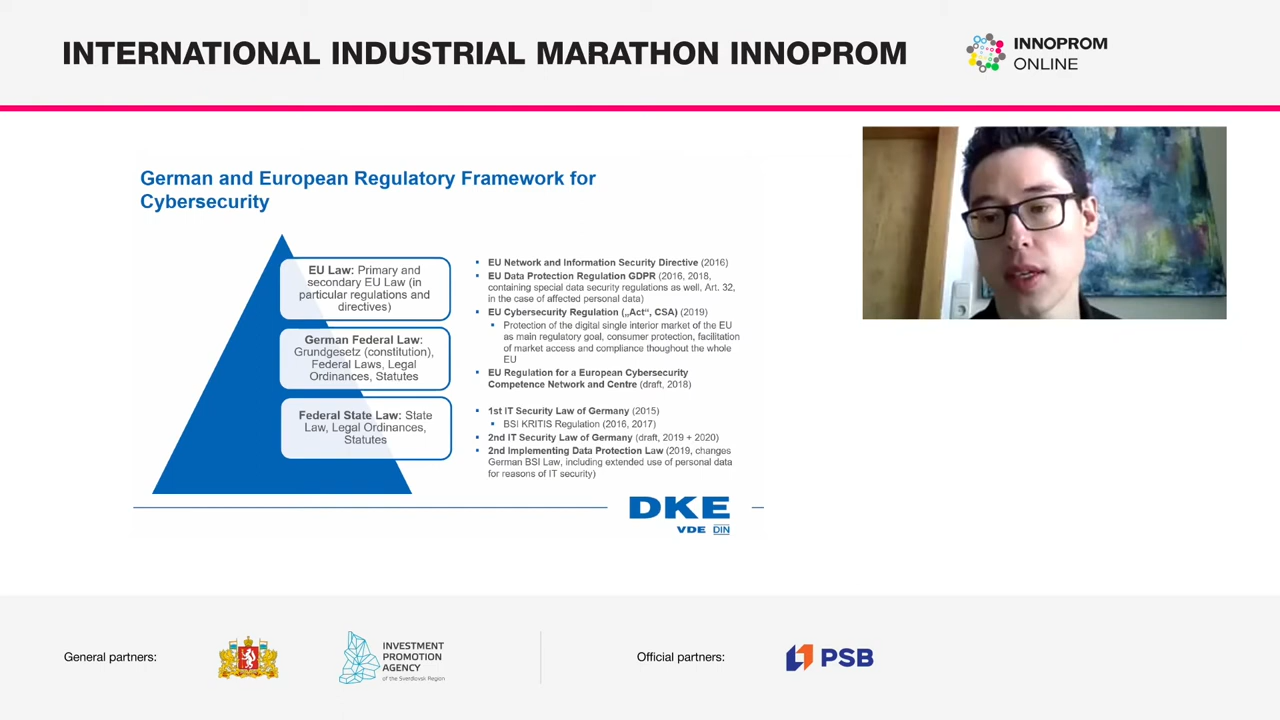 INTERNATIONAL INDUSTRIAL MARATHON INNOPROM
INNOPROM
ONLINE
German and European Regulatory Framework for
Cybersecurity
EU Law: Primary and
secondary EU Law (in
particular regulations and
directives)
German Federal Law:
Grundgesetz (constitution),
Federal Laws, Legal
Ordinances, Statutes
Federal State Law: State
Law, Legal Ordinances,
Statutes
▪ EU Network and Information Security Directive (2016)
▪ EU Data Protection Regulation GDPR (2016, 2018,
containing special data security regulations as well, Art. 32,
in the case of affected personal data)
▪ EU Cybersecurity Regulation („Act“, CSA) (2019)
▪ Protection of the digital single interior market of the EU
as main regulatory goal, consumer protection, facilitation
of market access and compliance thoughout the whole
EU
▪ EU Regulation for a European Cybersecurity
Competence Network and Centre (draft, 2018)
▪ 1st IT Security Law of Germany (2015)
▪ BSI KRITIS Regulation (2016, 2017)
▪ 2nd IT Security Law of Germany (draft, 2019 + 2020)
▪ 2nd Implementing Data Protection Law (2019, changes
German BSI Law, including extended use of personal data
for reasons of IT security)
DKE
VDE DIN
General partners:
INVESTMENT
PROMOTION
AGENCY
of the Sverdlovsk Region
Official partners:
PSB